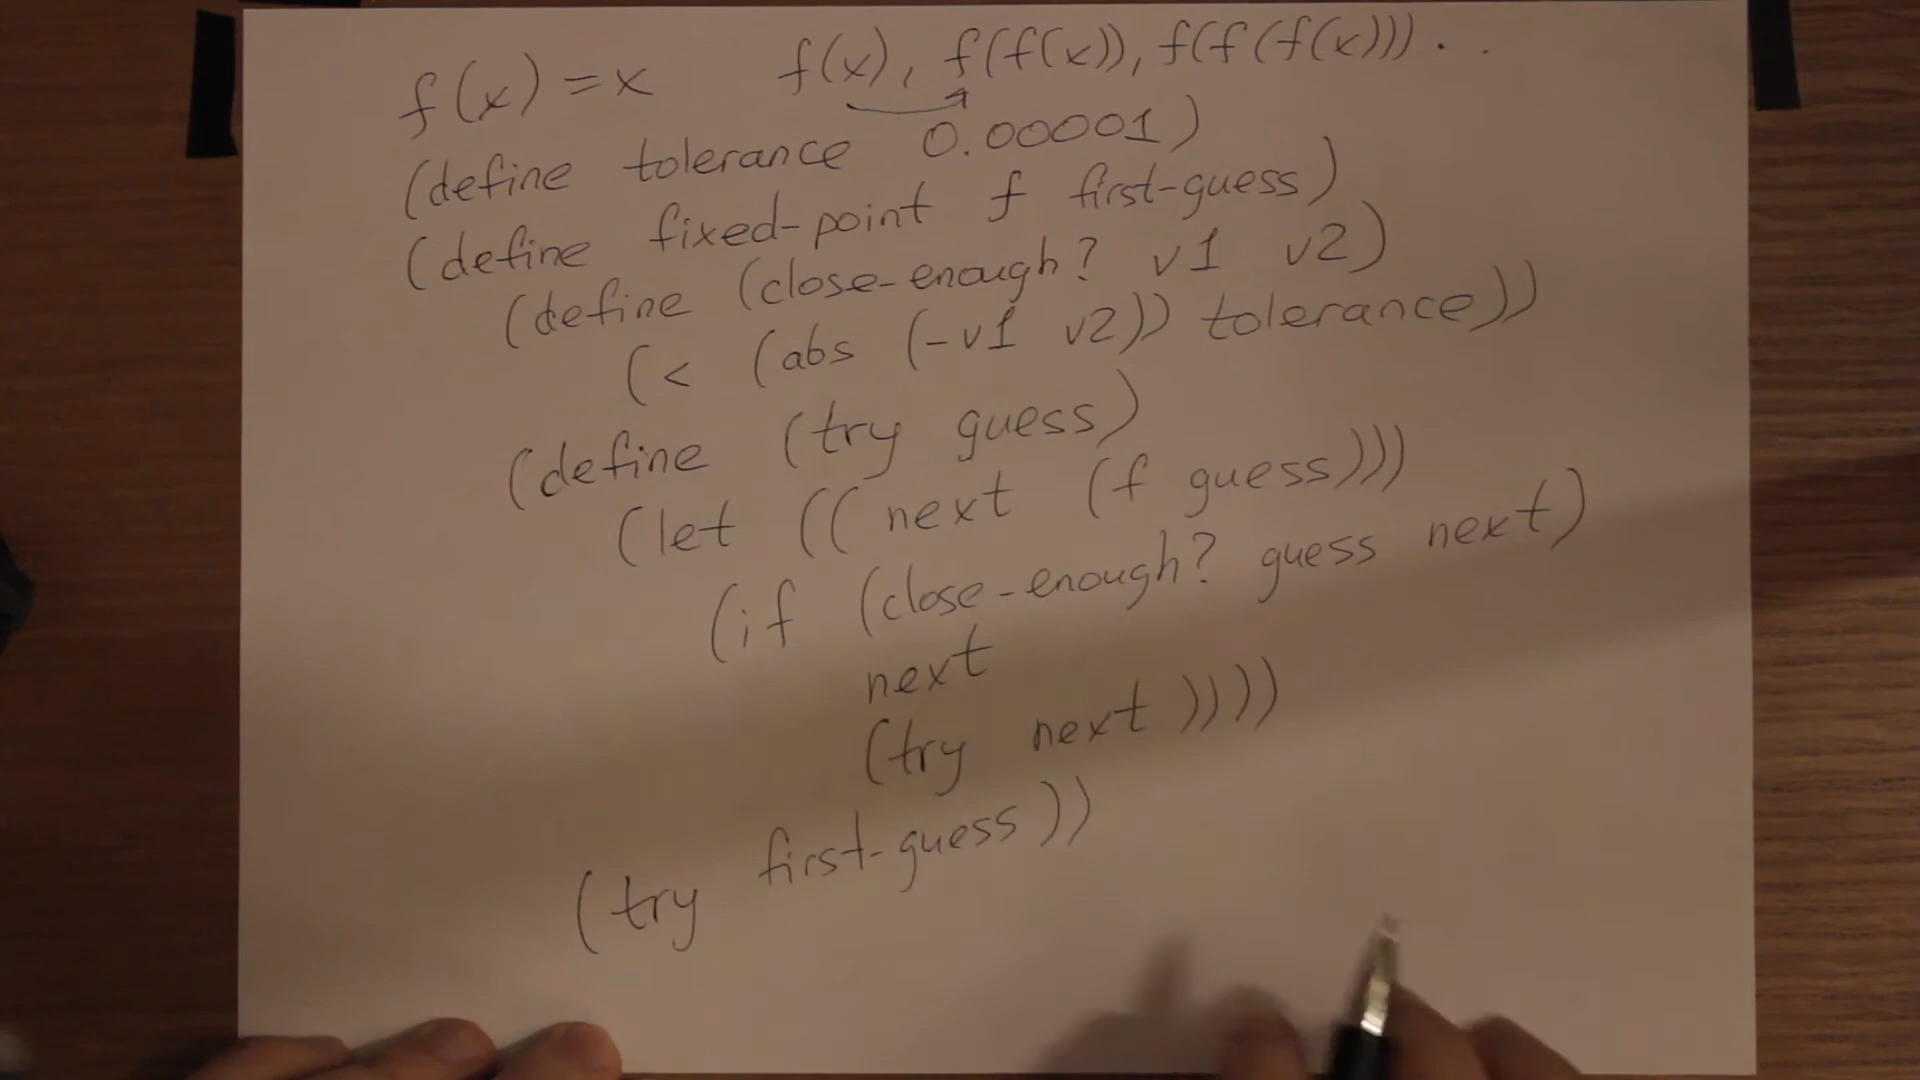 f(x) = x f(x), f(f(x)), f(f(f(x))) . .
(define tolerance 0.00001)
(define fixed-point f first-guess)
(define (close-enough? v1 v2)
(< (abs (-v1 v2)) tolerance))
(define (try guess)
(let ((next (f guess)))
(if (close-enough? guess next)
next
(try next))))
(try first-guess))